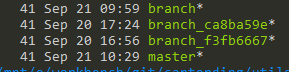 41 Sep 21 09:59 branch*
41 Sep 20 17:24 branch_ca8ba59e*
41 Sep 20 16:56 branch_f3fb6667*
41 Sep 21 10:29 master*